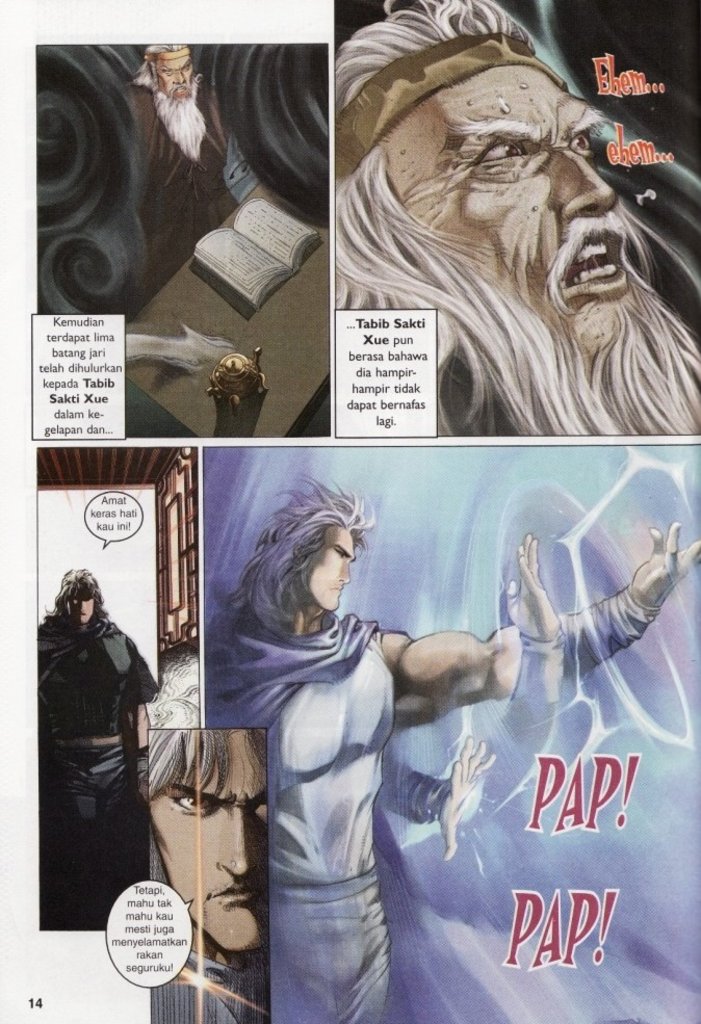 Ehem...
ehem...
Kemudian
terdapat lima
batang jari
telah dihulurkan
kepada Tabib
Sakti Xue
dalam ke-
gelapan dan...
...Tabib Sakti
Xue pun
berasa bahawa
dia hampir-
hampir tidak
dapat bernafas
lagi.
Amat
keras hati
kau ini!
Tetapi,
mahu tak
mahu kau
mesti juga
menyelamatkan
rakan
seguruku!
PAP!
PAP!
14